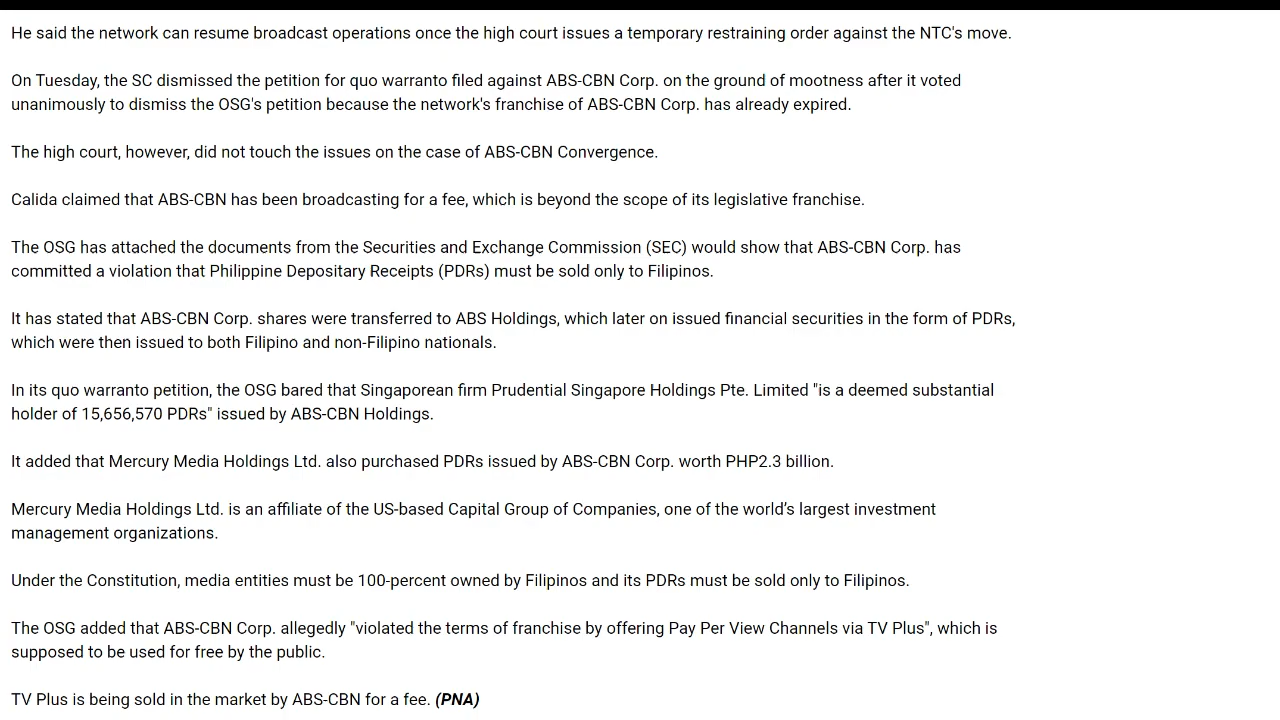 He said the network can resume broadcast operations once the high court issues a temporary restraining order against the NTC's move.
On Tuesday, the SC dismissed the petition for quo warranto filed against ABS-CBN Corp. on the ground of mootness after it voted
unanimously to dismiss the OSG's petition because the network's franchise of ABS-CBN Corp. has already expired.
The high court, however, did not touch the issues on the case of ABS-CBN Convergence.
Calida claimed that ABS-CBN has been broadcasting for a fee, which is beyond the scope of its legislative franchise.
The OSG has attached the documents from the Securities and Exchange Commission (SEC) would show that ABS-CBN Corp. has
committed a violation that Philippine Depositary Receipts (PDRs) must be sold only to Filipinos.
It has stated that ABS-CBN Corp. shares were transferred to ABS Holdings, which later on issued financial securities in the form of PDRs,
which were then issued to both Filipino and non-Filipino nationals.
In its quo warranto petition, the OSG bared that Singaporean firm Prudential Singapore Holdings Pte. Limited "is a deemed substantial
holder of 15,656,570 PDRs" issued by ABS-CBN Holdings.
It added that Mercury Media Holdings Ltd. also purchased PDRs issued by ABS-CBN Corp. worth PHP2.3 billion.
Mercury Media Holdings Ltd. is an affiliate of the US-based Capital Group of Companies, one of the world’s largest investment
management organizations.
Under the Constitution, media entities must be 100-percent owned by Filipinos and its PDRs must be sold only to Filipinos.
The OSG added that ABS-CBN Corp. allegedly "violated the terms of franchise by offering Pay Per View Channels via TV Plus", which is
supposed to be used for free by the public.
TV Plus is being sold in the market by ABS-CBN for a fee. (PNA)